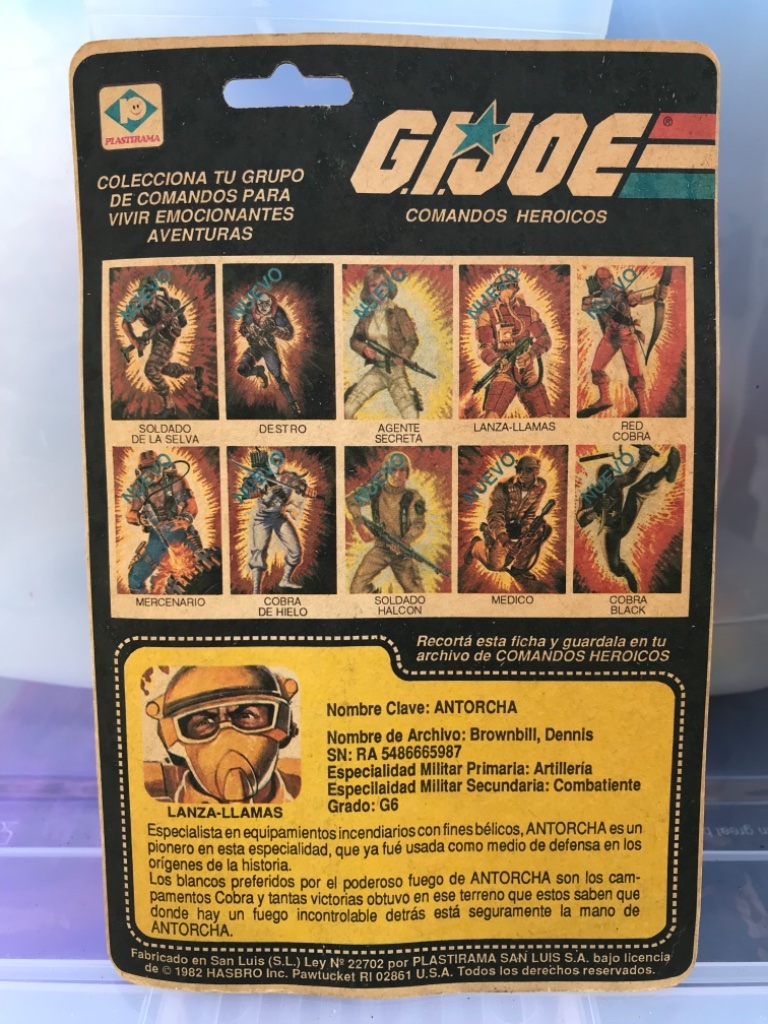 PLASTIRAMA
COLECCIONA TU GRUPO
DE COMANDOS PARA
VIVIR EMOCIONANTES
AVENTURAS
G.I.JOE®
COMANDOS HEROICOS
NUEVO
SOLDADO
DE LA SELVA
NUEVO
DESTRO
NUEVO
AGENTE
SECRETA
NUEVO
LANZA-LLAMAS
NUEVO
RED
COBRA
NUEVO
MERCENARIO
NUEVO
COBRA
DE HIELO
NUEVO
SOLDADO
HALCON
NUEVO
MEDICO
NUEVO
COBRA
BLACK
Recortá esta ficha y guardala en tu
archivo de COMANDOS HEROICOS
LANZA-LLAMAS
Nombre Clave: ANTORCHA
Nombre de Archivo: Brownbill, Dennis
SN: RA 5486665987
Especialidad Militar Primaria: Artillería
Especilaidad Militar Secundaria: Combatiente
Grado: G6
Especialista en equipamientos incendiarios con fines bélicos, ANTORCHA es un
pionero en esta especialidad, que ya fué usada como medio de defensa en los
orígenes de la historia.
Los blancos preferidos por el poderoso fuego de ANTORCHA son los cam-
pamentos Cobra y tantas victorias obtuvo en ese terreno que estos saben que
donde hay un fuego incontrolable detrás está seguramente la mano de
ANTORCHA.
Fabricado en San Luis (S.L.) Ley Nº 22702 por PLASTIRAMA SAN LUIS S.A. bajo licencia
de © 1982 HASBRO Inc. Pawtucket RI 02861 U.S.A. Todos los derechos reservados.